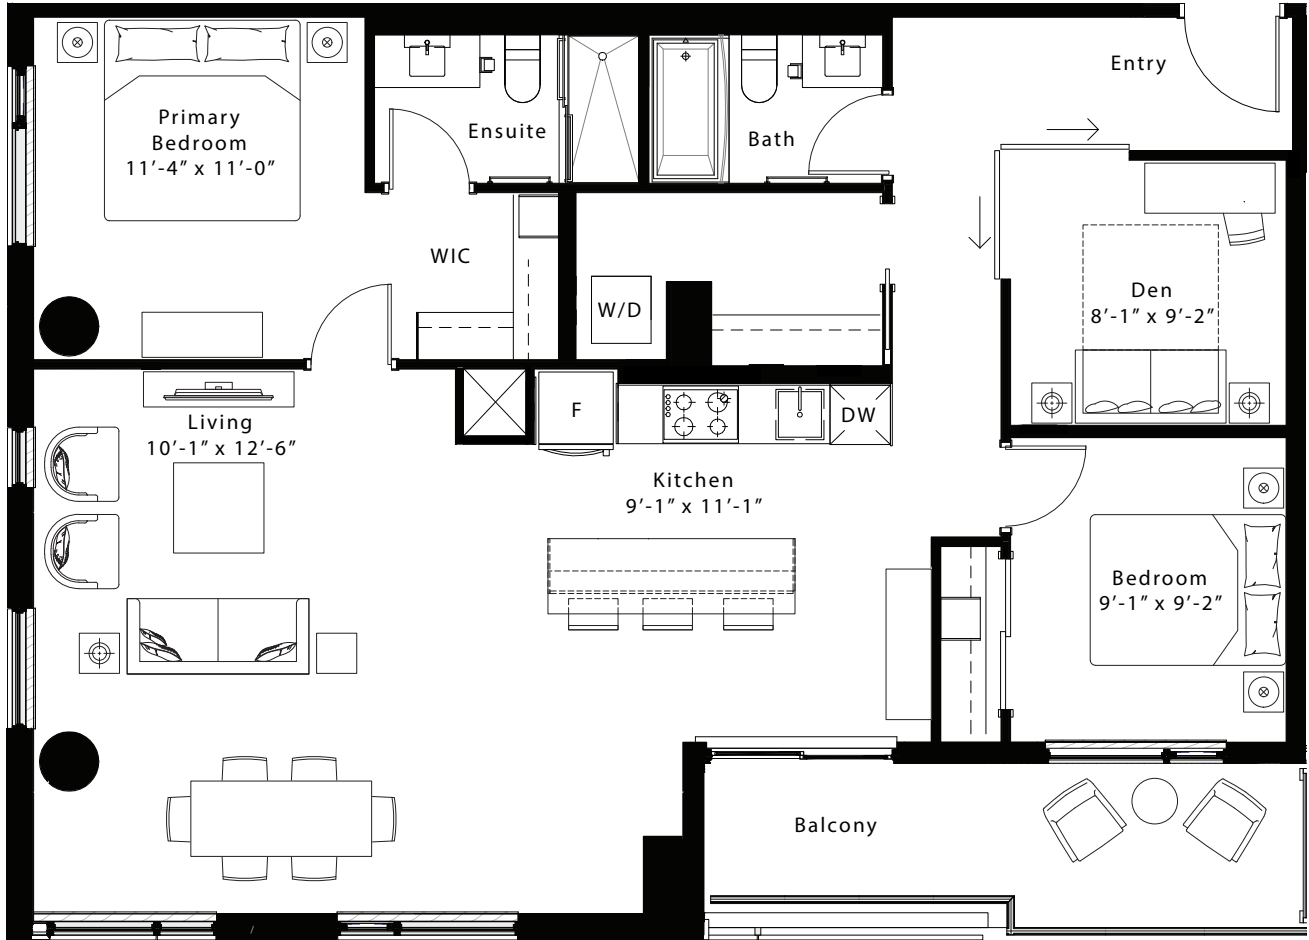 Entry
Primary
Bedroom
11’-4” x 11’-0”
Ensuite
Bath
WIC
W/D
Den
8’-1” x 9’-2”
Living
10’-1” x 12’-6”
F
DW
Kitchen
9’-1” x 11’-1”
Bedroom
9’-1” x 9’-2”
Balcony